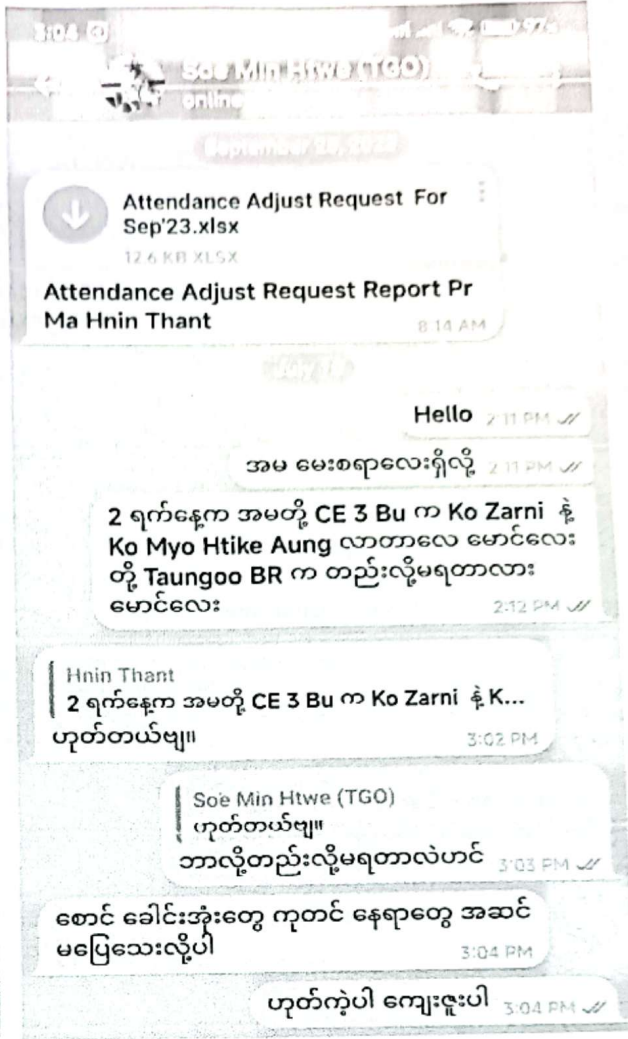 3:04
97%
Soe Min Htwe (TGO)
online
Attendance Adjust Request For
Sep'23.xlsx
12.6 KB XLSX
Attendance Adjust Request Report Pr
Ma Hnin Thant
8:14 AM
July
Hello 2:11 PM
အမ မေးစရာလေးရှိလို့ 2:11 PM
2 ရက်နေ့က အမတို့ CE 3 Bu က Ko Zarni နဲ့
Ko Myo Htike Aung လာတာလေ မောင်လေး
တို့ Taungoo BR က တည်းလို့မရတာလား
မောင်လေး 2:12 PM
Hnin Thant
2 ရက်နေ့က အမတို့ CE 3 Bu က Ko Zarni နဲ့ K...
ဟုတ်တယ်ဗျ။ 3:02 PM
Soe Min Htwe (TGO)
ဟုတ်တယ်ဗျ။
ဘာလို့တည်းလို့မရတာလဲဟင် 3:03 PM
စောင် ခေါင်းအုံးတွေ ကုတင် နေရာတွေ အဆင်
မပြေသေးလို့ပါ 3:04 PM
ဟုတ်ကဲ့ပါ ကျေးဇူးပါ 3:04 PM